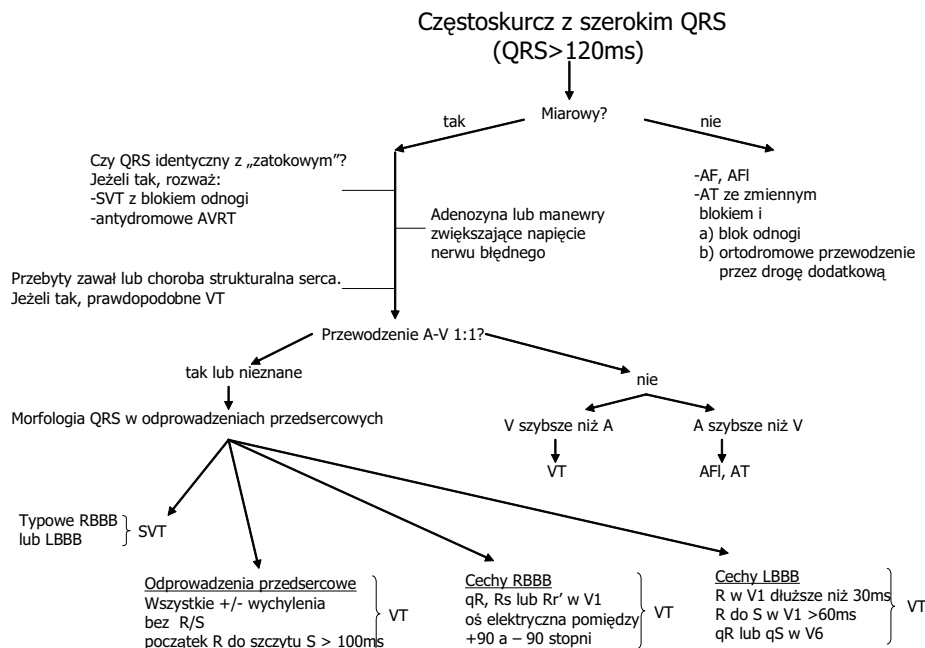 Częstoskurcz z szerokim QRS
(QRS>120ms)
Miarowy?
tak
nie
Czy QRS identyczny z „zatokowym”?
Jeżeli tak, rozważ:
-SVT z blokiem odnogi
-antydromowe AVRT
-AF, AFl
-AT ze zmiennym
blokiem i
a) blok odnogi
b) ortodromowe przewodzenie
przez drogę dodatkową
Adenozyna lub manewry
zwiększające napięcie
nerwu błędnego
Przebyty zawał lub choroba strukturalna serca.
Jeżeli tak, prawdopodobne VT
Przewodzenie A-V 1:1?
tak lub nieznane
nie
Morfologia QRS w odprowadzeniach przedsercowych
V szybsze niż A
A szybsze niż V
VT
AFl, AT
Typowe RBBB
lub LBBB
SVT
Odprowadzenia przedsercowe
Wszystkie +/- wychylenia
bez R/S
początek R do szczytu S > 100ms
VT
Cechy RBBB
qR, Rs lub Rr’ w V1
oś elektryczna pomiędzy
+90 a – 90 stopni
VT
Cechy LBBB
R w V1 dłuższe niż 30ms
R do S w V1 >60ms
qR lub qS w V6
VT